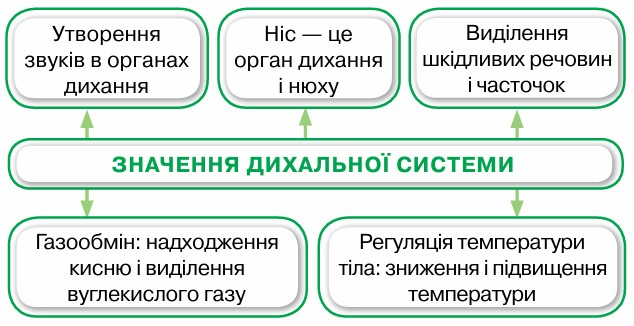 Утворення
звуків в органах
дихання
Ніс — це
орган дихання
і нюху
Виділення
шкідливих речовин
і часточок
ЗНАЧЕННЯ ДИХАЛЬНОЇ СИСТЕМИ
Газообмін: надходження
кисню і виділення
вуглекислого газу
Регуляція температури
тіла: зниження і підвищення
температури